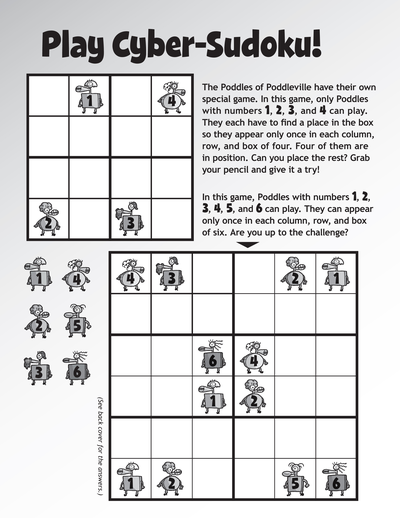 Play Cyber-Sudoku!
1
4
2
3
The Poddles of Poddleville have their own
special game. In this game, only Poddles
with numbers 1, 2, 3, and 4 can play.
They each have to find a place in the box
so they appear only once in each column,
row, and box of four. Four of them are
in position. Can you place the rest? Grab
your pencil and give it a try!
In this game, Poddles with numbers 1, 2,
3, 4, 5, and 6 can play. They can appear
only once in each column, row, and box
of six. Are you up to the challenge?
1 4
2 5
3 6
4 3 2 1
6 4
1 2
1 2 5 6
(See back cover for the answers.)